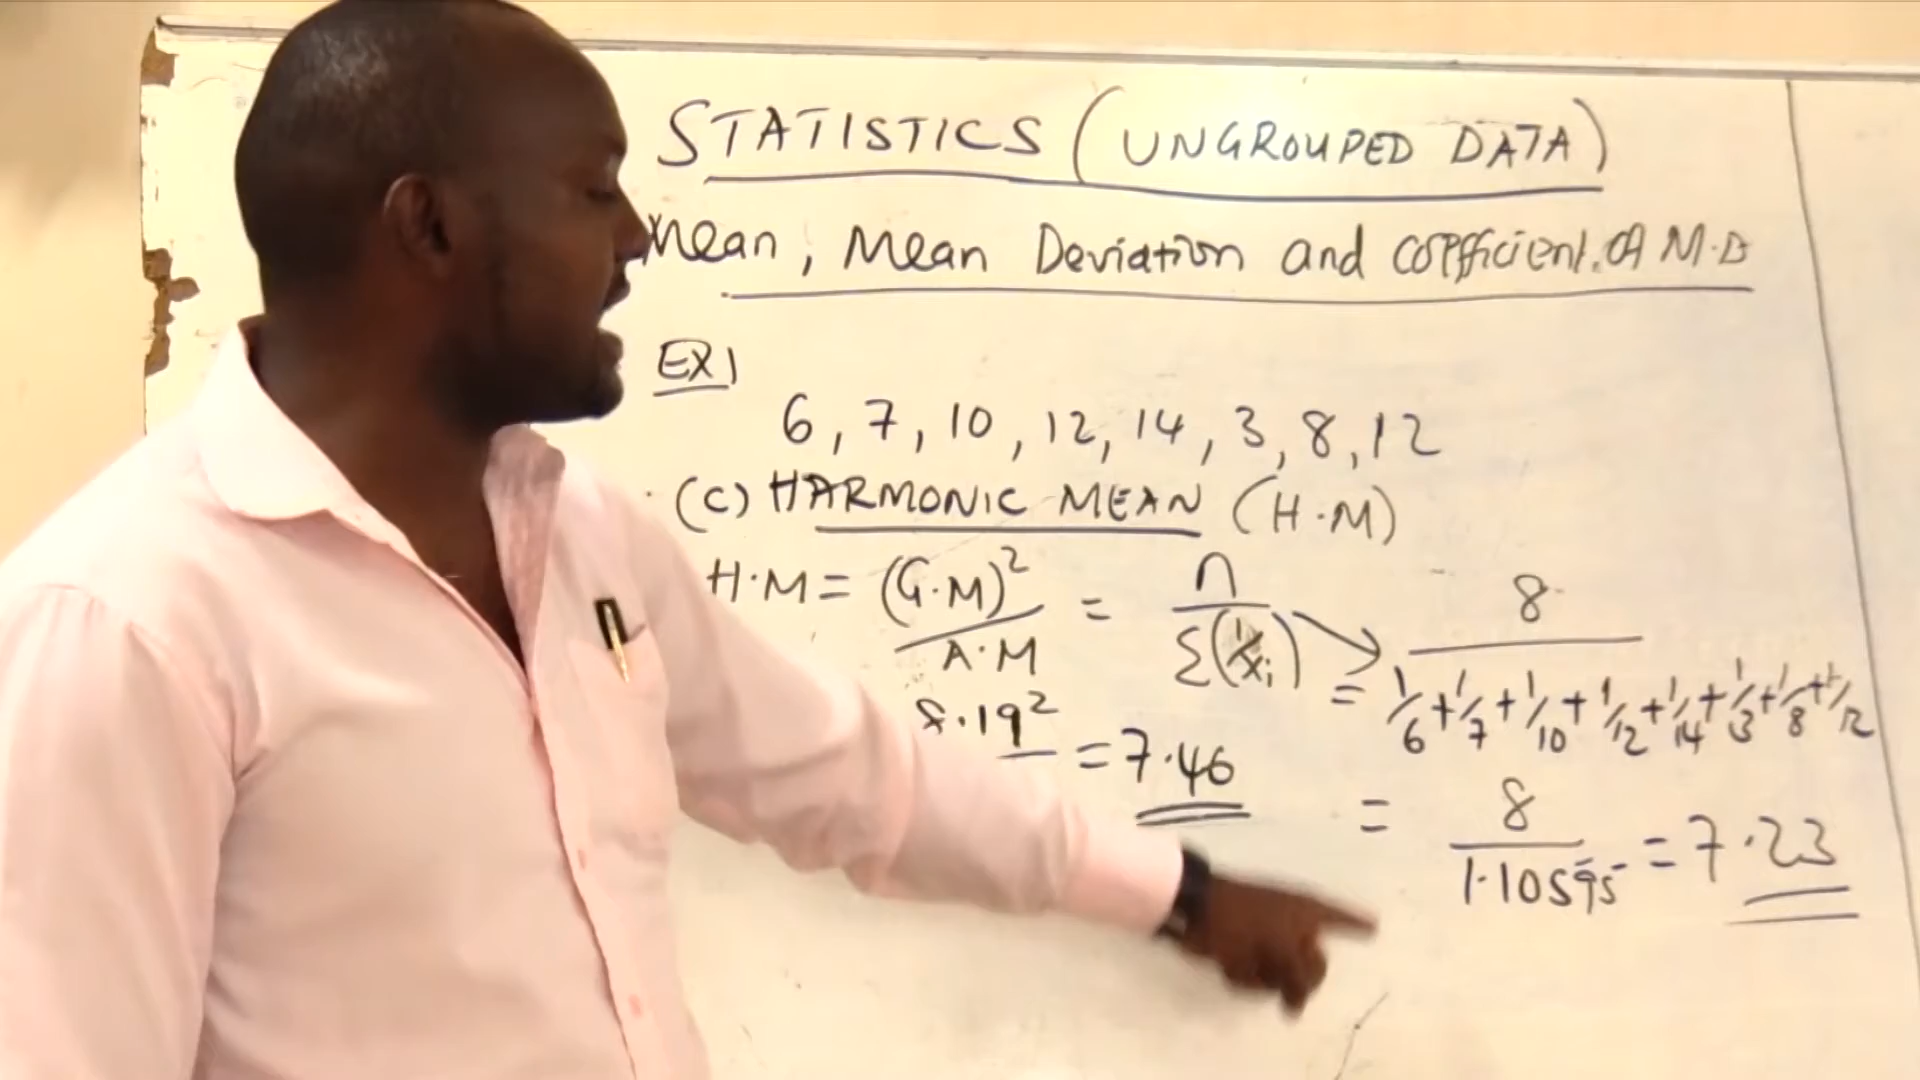 STATISTICS (UNGROUPED DATA)
Mean, Mean Deviation and coefficient of M.D
EX1
6, 7, 10, 12, 14, 3, 8, 12
(C) HARMONIC MEAN (H.M)
H.M = (G.M)² / A.M = n / Σ(1/xi) → = 8 / (1/6 + 1/7 + 1/10 + 1/12 + 1/14 + 1/3 + 1/8 + 1/12)
8.19² = 7.46
= 8 / 1.10595 = 7.23